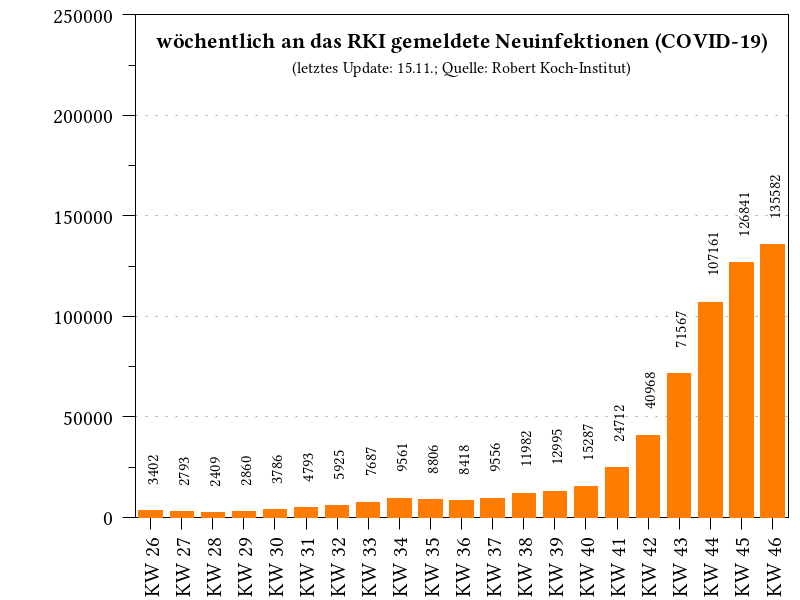 wöchentlich an das RKI gemeldete Neuinfektionen (COVID-19)
(letztes Update: 15.11.; Quelle: Robert Koch-Institut)
250000
200000
150000
100000
50000
0
3402
2793
2409
2860
3786
4793
5925
7687
9561
8806
8418
9556
11982
12995
15287
24712
40968
71567
107161
126841
135582
KW 26
KW 27
KW 28
KW 29
KW 30
KW 31
KW 32
KW 33
KW 34
KW 35
KW 36
KW 37
KW 38
KW 39
KW 40
KW 41
KW 42
KW 43
KW 44
KW 45
KW 46